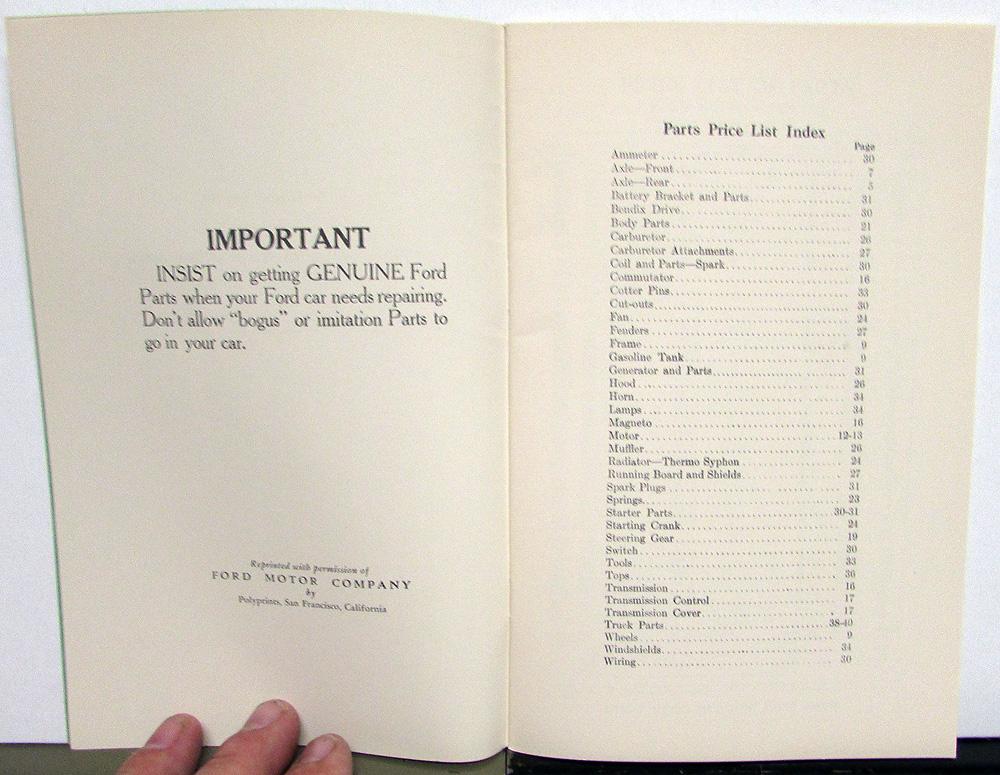 IMPORTANT
INSIST on getting GENUINE Ford
Parts when your Ford car needs repairing.
Don't allow "bogus" or imitation Parts to
go in your car.
Reprinted with permission of
FORD MOTOR COMPANY
by
Polyprints, San Francisco, California
Parts Price List Index
Page
Ammeter 30
Axle—Front 7
Axle—Rear 5
Battery Bracket and Parts 31
Bendix Drive 30
Body Parts 21
Carburetor 26
Carburetor Attachments 27
Coil and Parts—Spark 30
Commutator 16
Cotter Pins 33
Cut-outs 30
Fan 24
Fenders 27
Frame 9
Gasoline Tank 9
Generator and Parts 31
Hood 26
Horn 34
Lamps 34
Magneto 16
Motor 12-13
Muffler 26
Radiator—Thermo Syphon 24
Running Board and Shields 27
Spark Plugs 31
Springs 23
Starter Parts 30-31
Starting Crank 24
Steering Gear 19
Switch 30
Tools 33
Tops 36
Transmission 16
Transmission Control 17
Transmission Cover 17
Truck Parts 38-40
Wheels 9
Windshields 34
Wiring 30